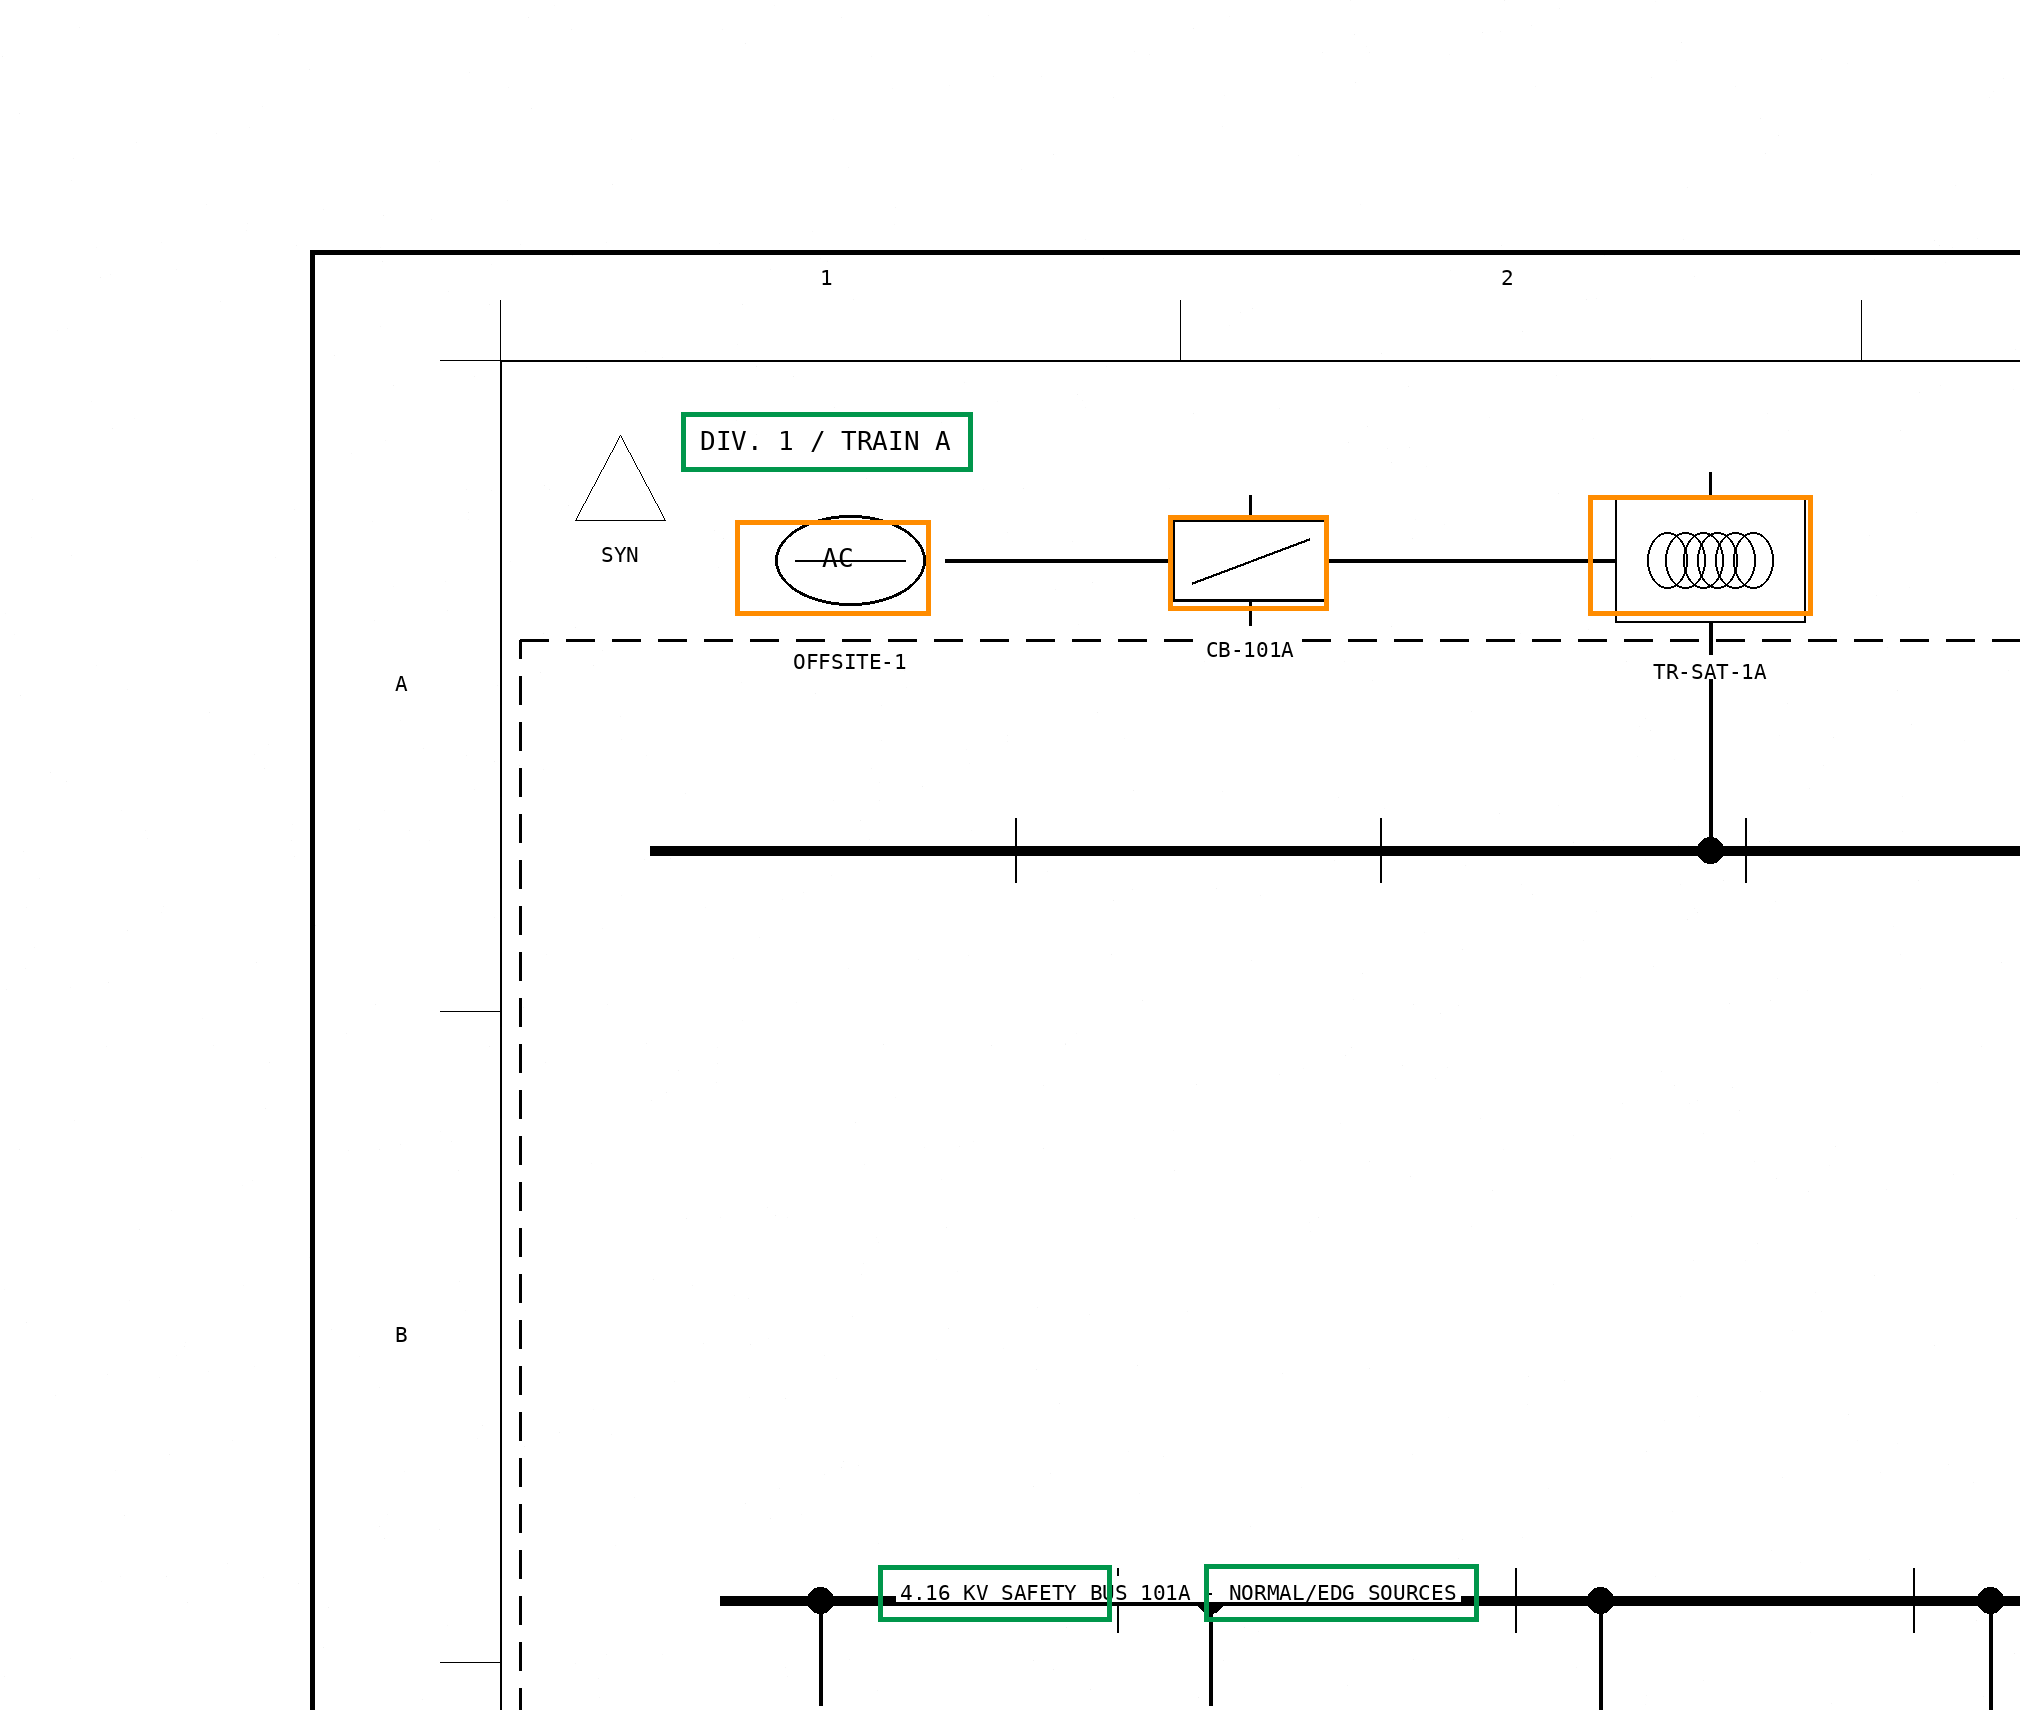 1
2
DIV. 1 / TRAIN A
AC
SYN
OFFSITE-1
CB-101A
TR-SAT-1A
A
B
4.16 KV SAFETY BUS 101A - NORMAL/EDG SOURCES